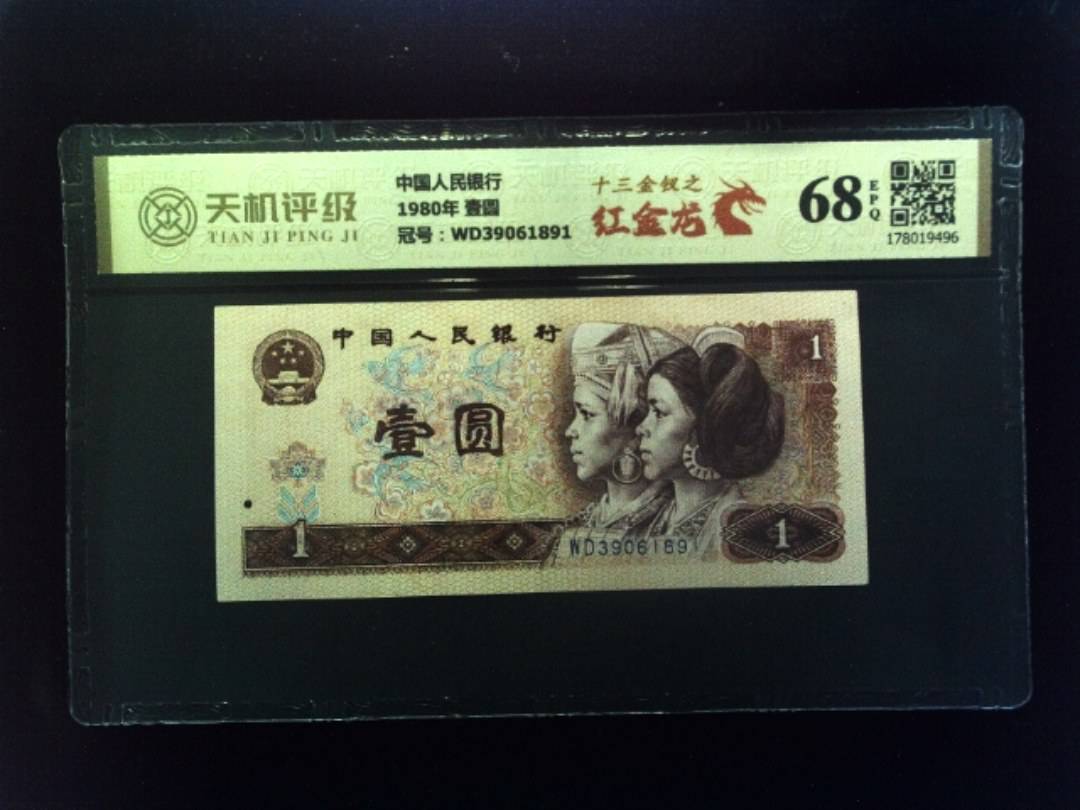 天机评级
TIAN JI PING JI
中国人民银行
1980年 壹圆
冠号：WD39061891
十三金钗之
红金龙
68
EPQ
178019496
中国人民银行
壹圆
1
1
WD3906189
1